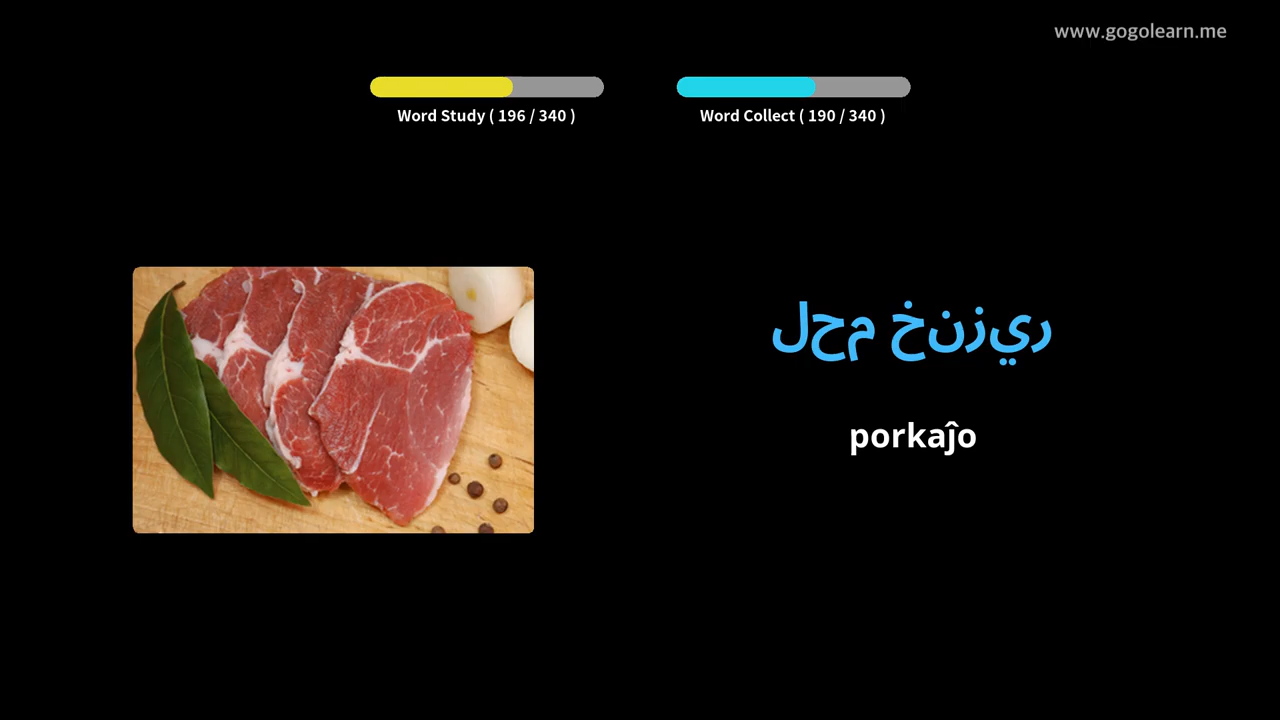 www.gogolearn.me
Word Study ( 196 / 340 )
Word Collect ( 190 / 340 )
لحم خنزير
porkaĵo